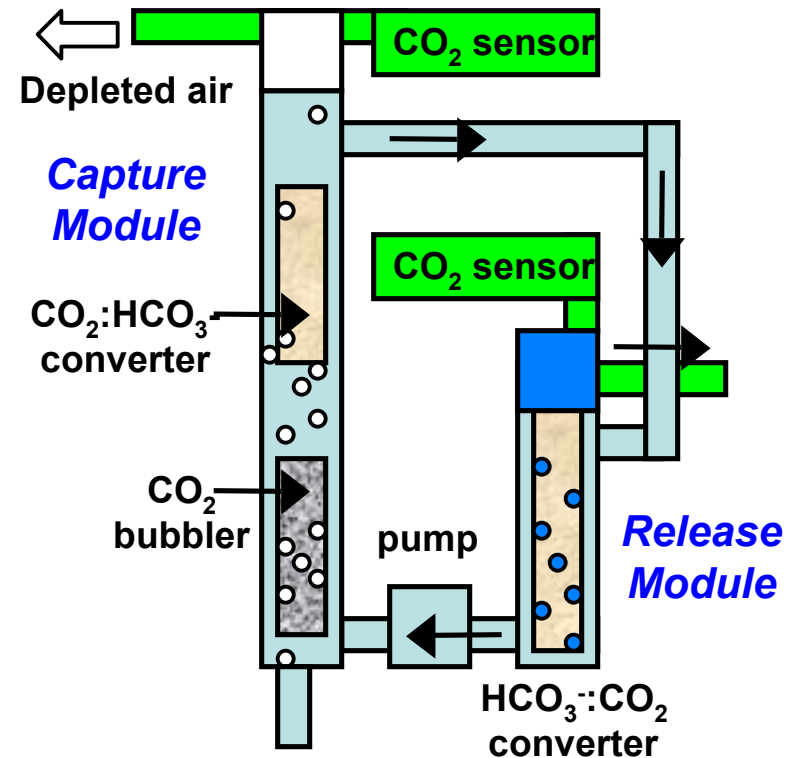 CO₂ sensor
Depleted air
Capture
Module
CO₂ sensor
CO₂:HCO₃-
converter
CO₂
bubbler
pump
Release
Module
HCO₃⁻:CO₂
converter